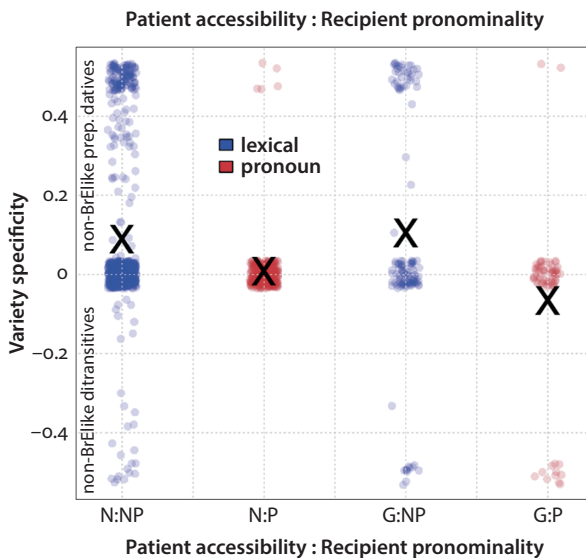 Patient accessibility : Recipient pronominality
non-BrElike prep. datives
non-BrElike ditransitives
Variety specificity
0.4
0.2
0
−0.2
−0.4
lexical
pronoun
X
X
X
X
N:NP
N:P
G:NP
G:P
Patient accessibility : Recipient pronominality